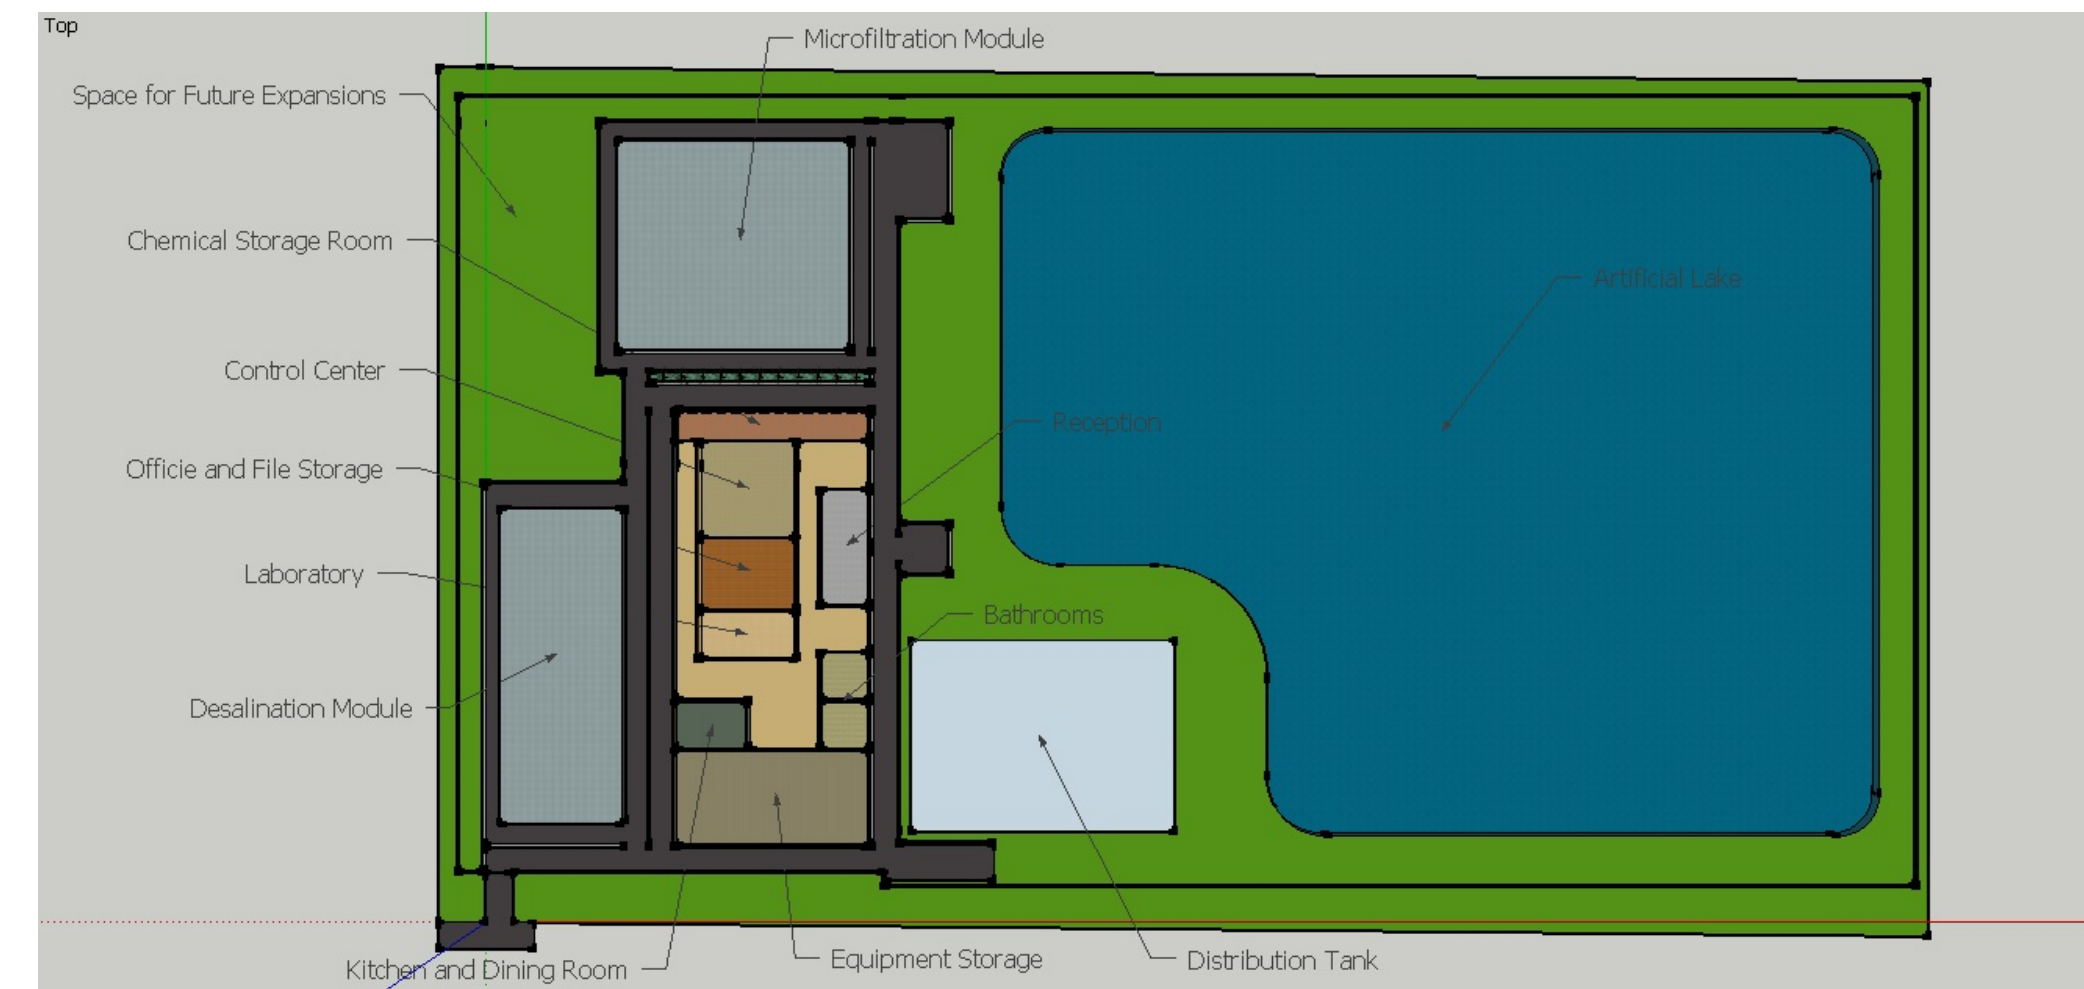 Top
Microfiltration Module
Space for Future Expansions
Chemical Storage Room
Artificial Lake
Control Center
Reception
Officie and File Storage
Laboratory
Bathrooms
Desalination Module
Kitchen and Dining Room
Equipment Storage
Distribution Tank